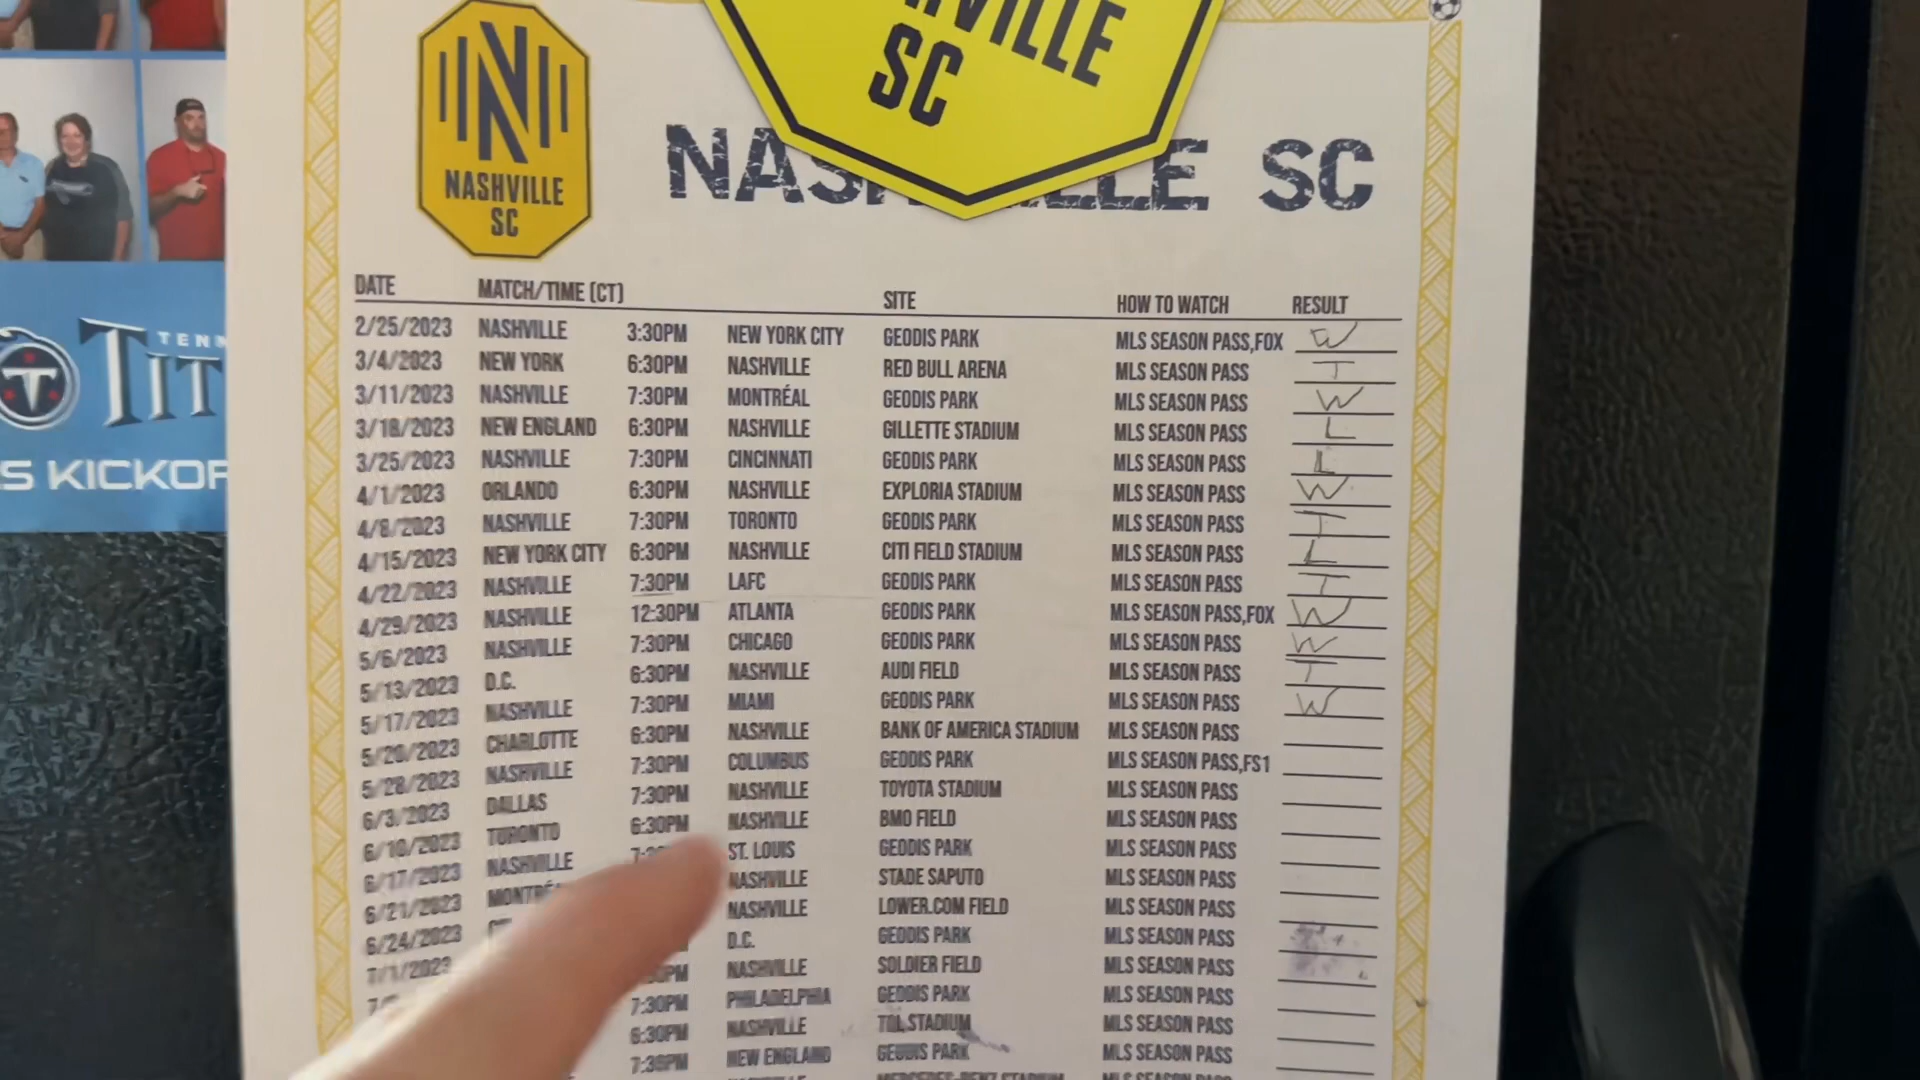 NASHVILLE
SC
NASHVILLE
SC
NASHVILLE SC
TENN
TIT
S KICKOF
DATE MATCH/TIME (CT) SITE HOW TO WATCH RESULT
2/25/2023 NASHVILLE 3:30PM NEW YORK CITY GEODIS PARK MLS SEASON PASS,FOX W
3/4/2023 NEW YORK 6:30PM NASHVILLE RED BULL ARENA MLS SEASON PASS T
3/11/2023 NASHVILLE 7:30PM MONTRÉAL GEODIS PARK MLS SEASON PASS W
3/18/2023 NEW ENGLAND 6:30PM NASHVILLE GILLETTE STADIUM MLS SEASON PASS L
3/25/2023 NASHVILLE 7:30PM CINCINNATI GEODIS PARK MLS SEASON PASS L
4/1/2023 ORLANDO 6:30PM NASHVILLE EXPLORIA STADIUM MLS SEASON PASS W
4/8/2023 NASHVILLE 7:30PM TORONTO GEODIS PARK MLS SEASON PASS T
4/15/2023 NEW YORK CITY 6:30PM NASHVILLE CITI FIELD STADIUM MLS SEASON PASS L
4/22/2023 NASHVILLE 7:30PM LAFC GEODIS PARK MLS SEASON PASS T
4/29/2023 NASHVILLE 12:30PM ATLANTA GEODIS PARK MLS SEASON PASS,FOX W
5/6/2023 NASHVILLE 7:30PM CHICAGO GEODIS PARK MLS SEASON PASS W
5/13/2023 D.C. 6:30PM NASHVILLE AUDI FIELD MLS SEASON PASS T
5/17/2023 NASHVILLE 7:30PM MIAMI GEODIS PARK MLS SEASON PASS W
5/20/2023 CHARLOTTE 6:30PM NASHVILLE BANK OF AMERICA STADIUM MLS SEASON PASS
5/28/2023 NASHVILLE 7:30PM COLUMBUS GEODIS PARK MLS SEASON PASS,FS1
6/3/2023 DALLAS 7:30PM NASHVILLE TOYOTA STADIUM MLS SEASON PASS
6/10/2023 TORONTO 6:30PM NASHVILLE BMO FIELD MLS SEASON PASS
6/17/2023 NASHVILLE ST. LOUIS GEODIS PARK MLS SEASON PASS
6/21/2023 MONTRÉ NASHVILLE STADE SAPUTO MLS SEASON PASS
6/24/2023 NASHVILLE LOWER.COM FIELD MLS SEASON PASS
7/1/2023 D.C. GEODIS PARK MLS SEASON PASS
NASHVILLE SOLDIER FIELD MLS SEASON PASS
7:30PM PHILADELPHIA GEODIS PARK MLS SEASON PASS
6:30PM NASHVILLE TQL STADIUM MLS SEASON PASS
7:30PM NEW ENGLAND GEODIS PARK MLS SEASON PASS